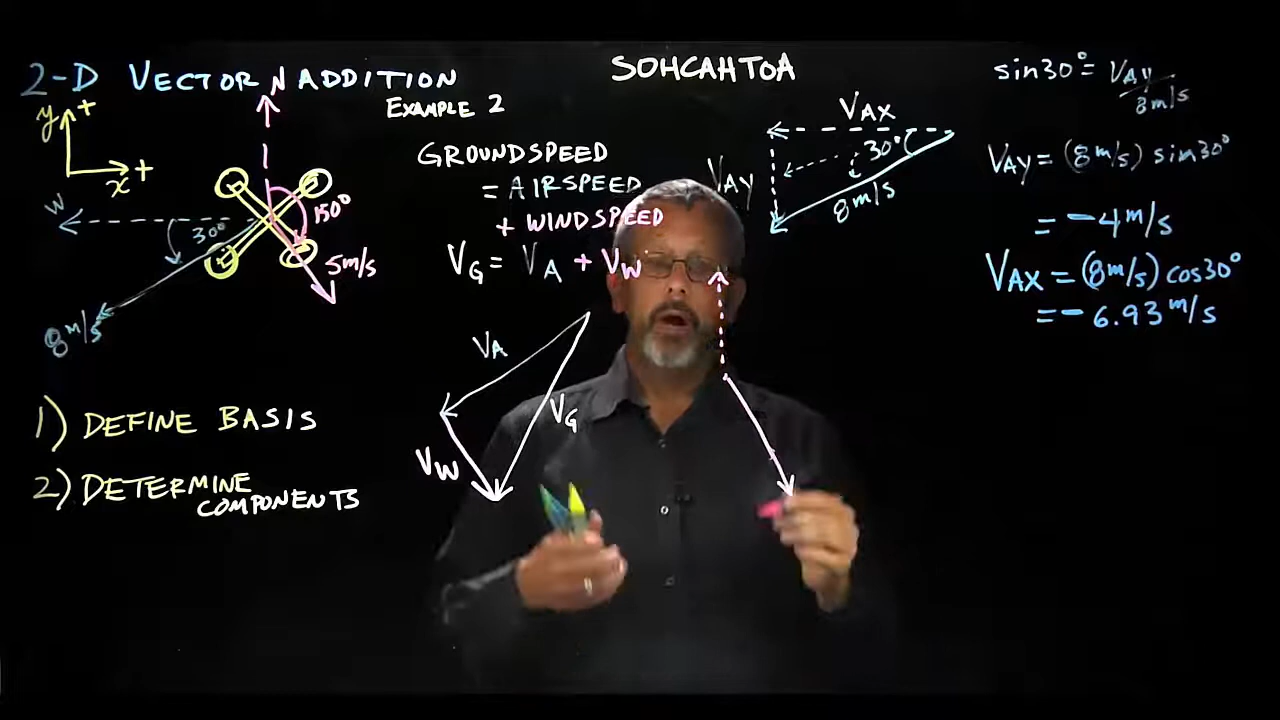 2-D VECTOR ADDITION
N
EXAMPLE 2
y +
x +
W
30°
150°
5m/s
8m/s
1) DEFINE BASIS
2) DETERMINE
COMPONENTS
SOHCAHTOA
GROUNDSPEED
= AIRSPEED
+ WINDSPEED
VG = VA + VW
VA
VG
VW
VAX
30°
VAY
8m/s
sin30° = VAY
8m/s
VAY = (8m/s) sin30°
= -4m/s
VAX = (8m/s) cos30°
= -6.93m/s